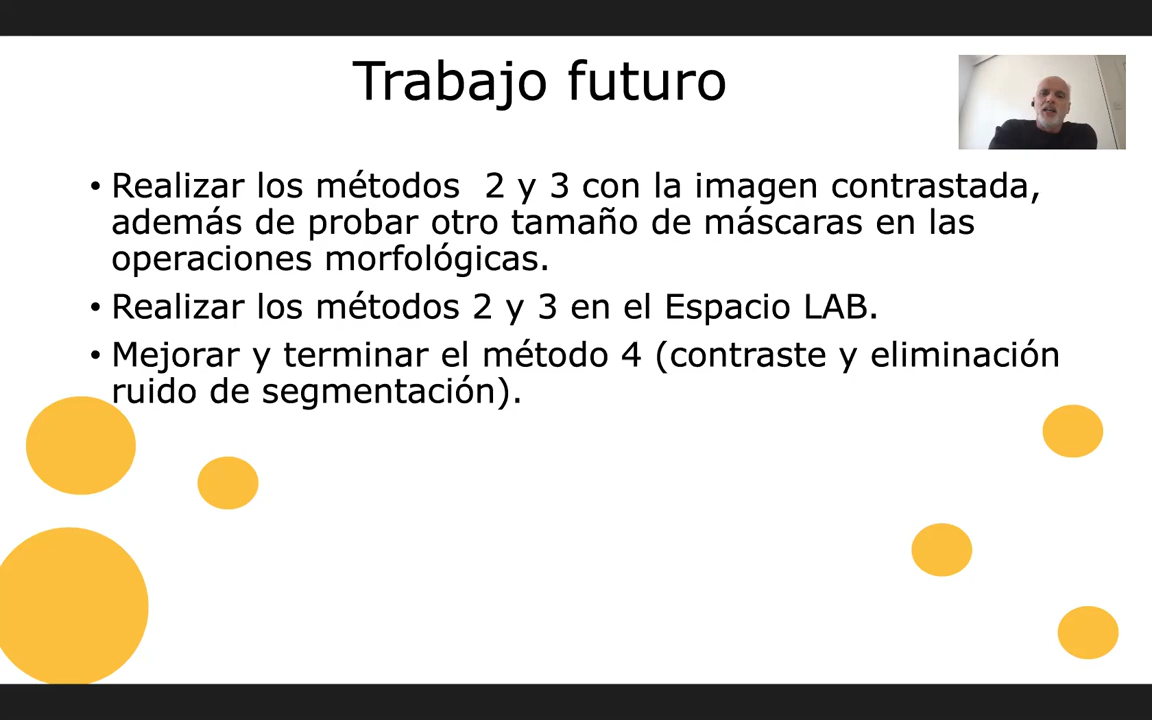 Trabajo futuro
• Realizar los métodos  2 y 3 con la imagen contrastada,
además de probar otro tamaño de máscaras en las
operaciones morfológicas.
• Realizar los métodos 2 y 3 en el Espacio LAB.
• Mejorar y terminar el método 4 (contraste y eliminación
ruido de segmentación).